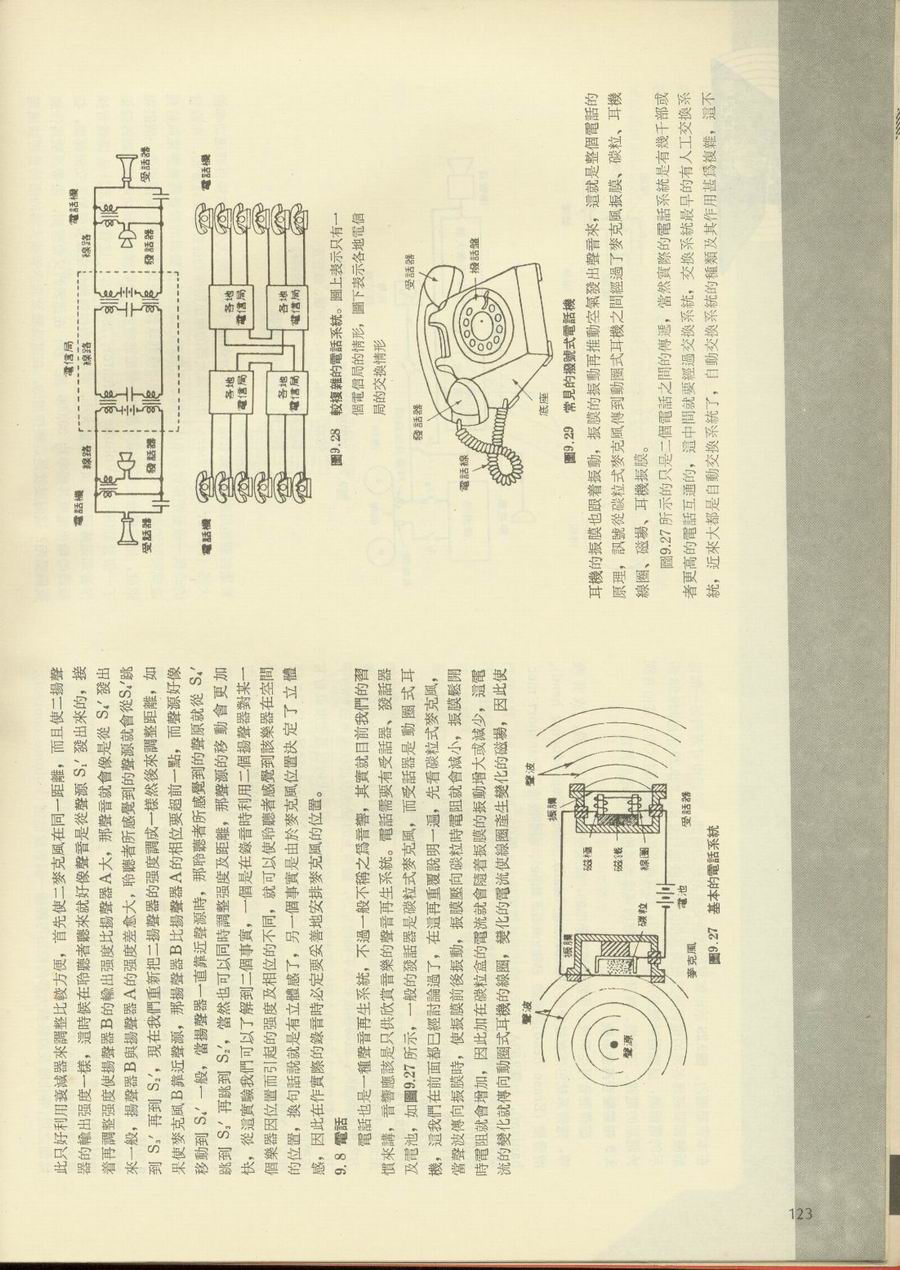 此只好利用衰減器來調整比較方便，首先使二麥克風在同一距離，而且使二揚聲
器的輸出强度一樣，這時候在聆聽者聽來就好像聲音是從聲源 S₁′ 發出來的，接
着再調整强度使揚聲器 B 的輸出强度比揚聲器 A 大，那聲音就會像是從 S₄′ 發出
來一般，揚聲器 B 與揚聲器 A 的强度差愈大，聆聽者所感覺到的聲源就會從 S₄′ 跳
到 S₃′ 再到 S₂′，現在我們重新把二揚聲器的强度調成一樣然後來調整距離，如
果使麥克風 B 靠近聲源，那揚聲器 B 比揚聲器 A 的相位要超前一點，而聲源好像
移動到 S₄′ 一般，當揚聲器一直靠近聲源時，那聆聽者所感覺到的聲原就從 S₄′
跳到 S₃′ 再跳到 S₂′，當然也可以同時調整强度及距離，那聲源的移動會更加
快，從這實驗我們可以了解到二個事實，一個是在錄音時利用二個揚聲器對某一
個樂器因位置而引起的强度及相位的不同，就可以使聆聽者感覺到該樂器在空間
的位置，換句話說就是有立體感了，另一個事實是由於麥克風位置快定了立體
感，因此在作實際的錄音時必定要妥善地安排麥克風的位置。
9.8 電話
電話也是一種聲音再生系統，不過一般不稱之爲音響，其實就目前我們的習
慣來講，音響應該是只供欣賞音樂的聲音再生系統。電話需要有受話器、發話器
及電池，如圖9.27 所示，一般的發話器是碳粒式麥克風，而受話器是動圈式耳
機，這我們在前面都已經討論過了，在這再重覆說明一遍，先看碳粒式麥克風，
當聲波傳向振膜時，使振膜前後振動，振膜壓向碳粒時電阻就會減小，振膜鬆開
時電阻就會增加，因此加在碳粒盒的電流就會隨着振膜的振動增大或減少，這電
流的變化就傳向動圈式耳機的線圈，變化的電流使線圈產生變化的磁場，因此使
聲波
聲原
振膜
碳粒
麥克風
電池
磁極
磁鐵
線圈
振膜
聲波
受話器
圖9.27 基本的電話系統
電話機
線路
電信局
線路
線路
電話機
受話器
發話器
發話器
受話器
電話機
各地
電信局
各地
電信局
各地
電信局
各地
電信局
電話機
圖9.28 較複雜的電話系統。圖上表示只有一
個電信局的情形，圖下表示各地電信
局的交換情形
發話器
受話器
撥話盤
電話線
底座
圖9.29 常見的撥號式電話機
耳機的振膜也跟着振動，振膜的振動再推動空氣發出聲音來，這就是整個電話的
原理，訊號從碳粒式麥克風傳到動圈式耳機之間經過了麥克風振膜、碳粒、耳機
線圈、磁場、耳機振膜。
圖9.27 所示的只是二個電話之間的傳遞，當然實際的電話系統是有幾千部或
者更高的電話互通的，這中間就要經過交換系統，交換系統最早的有人工交換系
統，近來大都是自動交換系統了，自動交換系統的種類及其作用甚爲複雜，這不
123